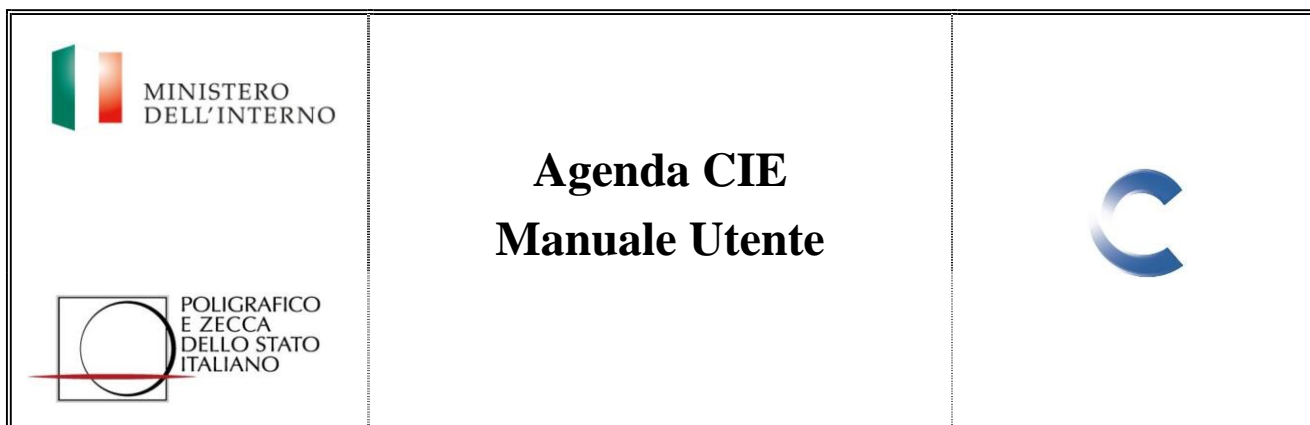 MINISTERO
DELL'INTERNO
POLIGRAFICO
E ZECCA
DELLO STATO
ITALIANO
Agenda CIE
Manuale Utente